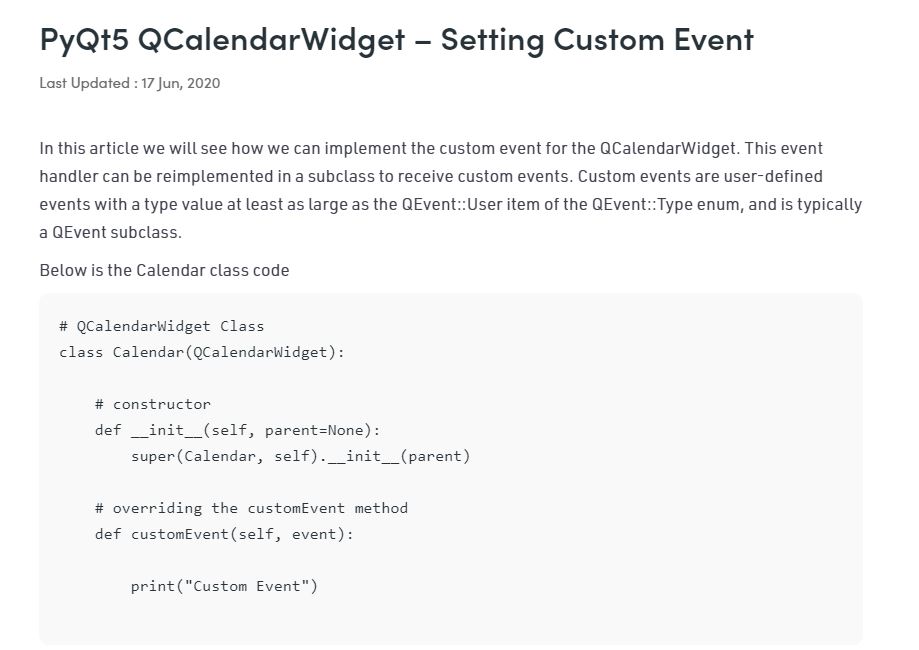 PyQt5 QCalendarWidget – Setting Custom Event
Last Updated : 17 Jun, 2020
In this article we will see how we can implement the custom event for the QCalendarWidget. This event
handler can be reimplemented in a subclass to receive custom events. Custom events are user-defined
events with a type value at least as large as the QEvent::User item of the QEvent::Type enum, and is typically
a QEvent subclass.
Below is the Calendar class code
# QCalendarWidget Class
class Calendar(QCalendarWidget):
    # constructor
    def __init__(self, parent=None):
        super(Calendar, self).__init__(parent)
    # overriding the customEvent method
    def customEvent(self, event):
        print("Custom Event")